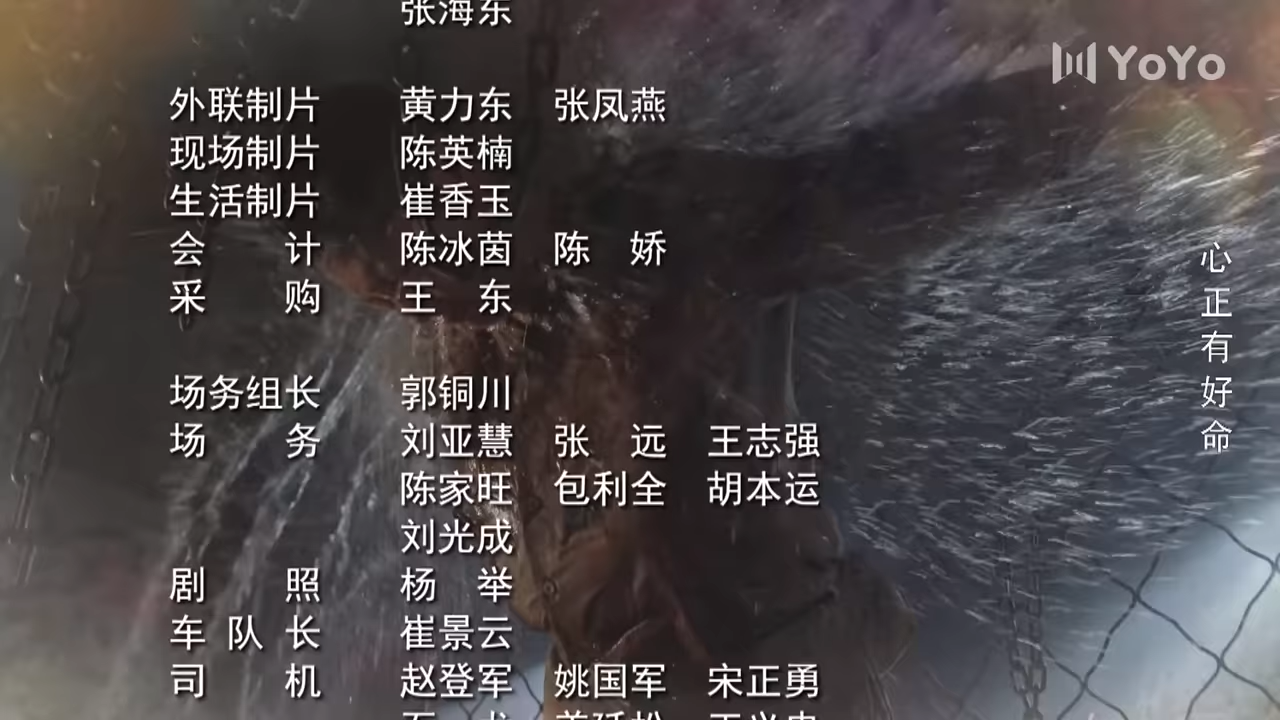 张海东
YOYO
外联制片 黄力东 张凤燕
现场制片 陈英楠
生活制片 崔香玉
会计 陈冰茵 陈娇
采购 王东
场务组长 郭铜川
场务 刘亚慧 张远 王志强
陈家旺 包利全 胡本运
刘光成
剧照 杨举
车队长 崔景云
司机 赵登军 姚国军 宋正勇
心正有好命